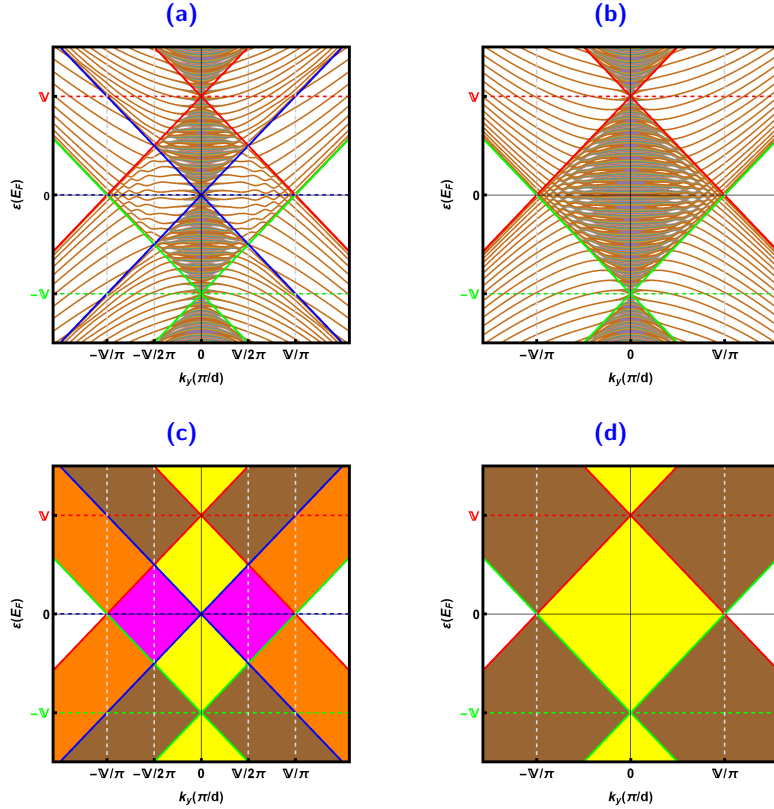 (a) (b)
𝕍 𝕍
ε(E_F) 0 ε(E_F) 0
−𝕍 −𝕍
−𝕍/π −𝕍/2π 0 𝕍/2π 𝕍/π −𝕍/π 0 𝕍/π
k_y(π/d) k_y(π/d)
(c) (d)
𝕍 𝕍
ε(E_F) 0 ε(E_F) 0
−𝕍 −𝕍
−𝕍/π −𝕍/2π 0 𝕍/2π 𝕍/π −𝕍/π 0 𝕍/π
k_y(π/d) k_y(π/d)